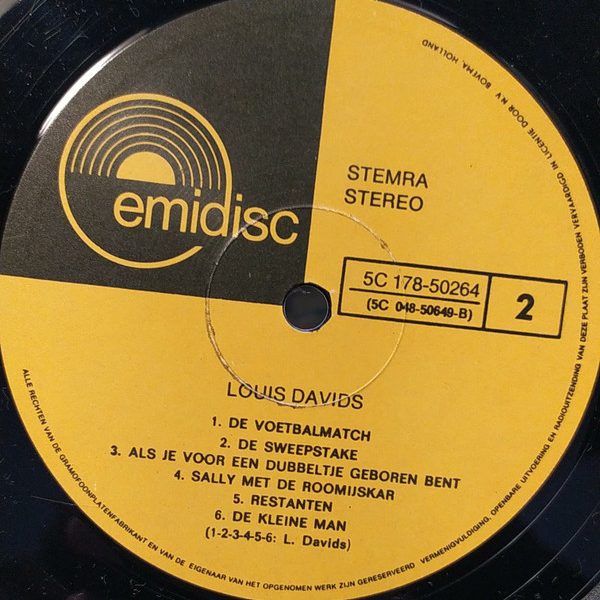 emidisc
STEMRA
STEREO
5C 178-50264
(5C 048-50649-B)
2
LOUIS DAVIDS
1. DE VOETBALMATCH
2. DE SWEEPSTAKE
3. ALS JE VOOR EEN DUBBELTJE GEBOREN BENT
4. SALLY MET DE ROOMIJSKAR
5. RESTANTEN
6. DE KLEINE MAN
(1-2-3-4-5-6: L. Davids)
ALLE RECHTEN VAN DE GRAMOFOONPLATENFABRIKANT EN VAN DE EIGENAAR VAN HET OPGENOMEN WERK ZIJN GERESERVEERD. VERMENIGVULDIGING, OPENBARE UITVOERING EN RADIOUITZENDING VAN DEZE PLAAT ZIJN VERBODEN VERVAARDIGD IN LICENTIE DOOR N.V. BOVEMA, HOLLAND